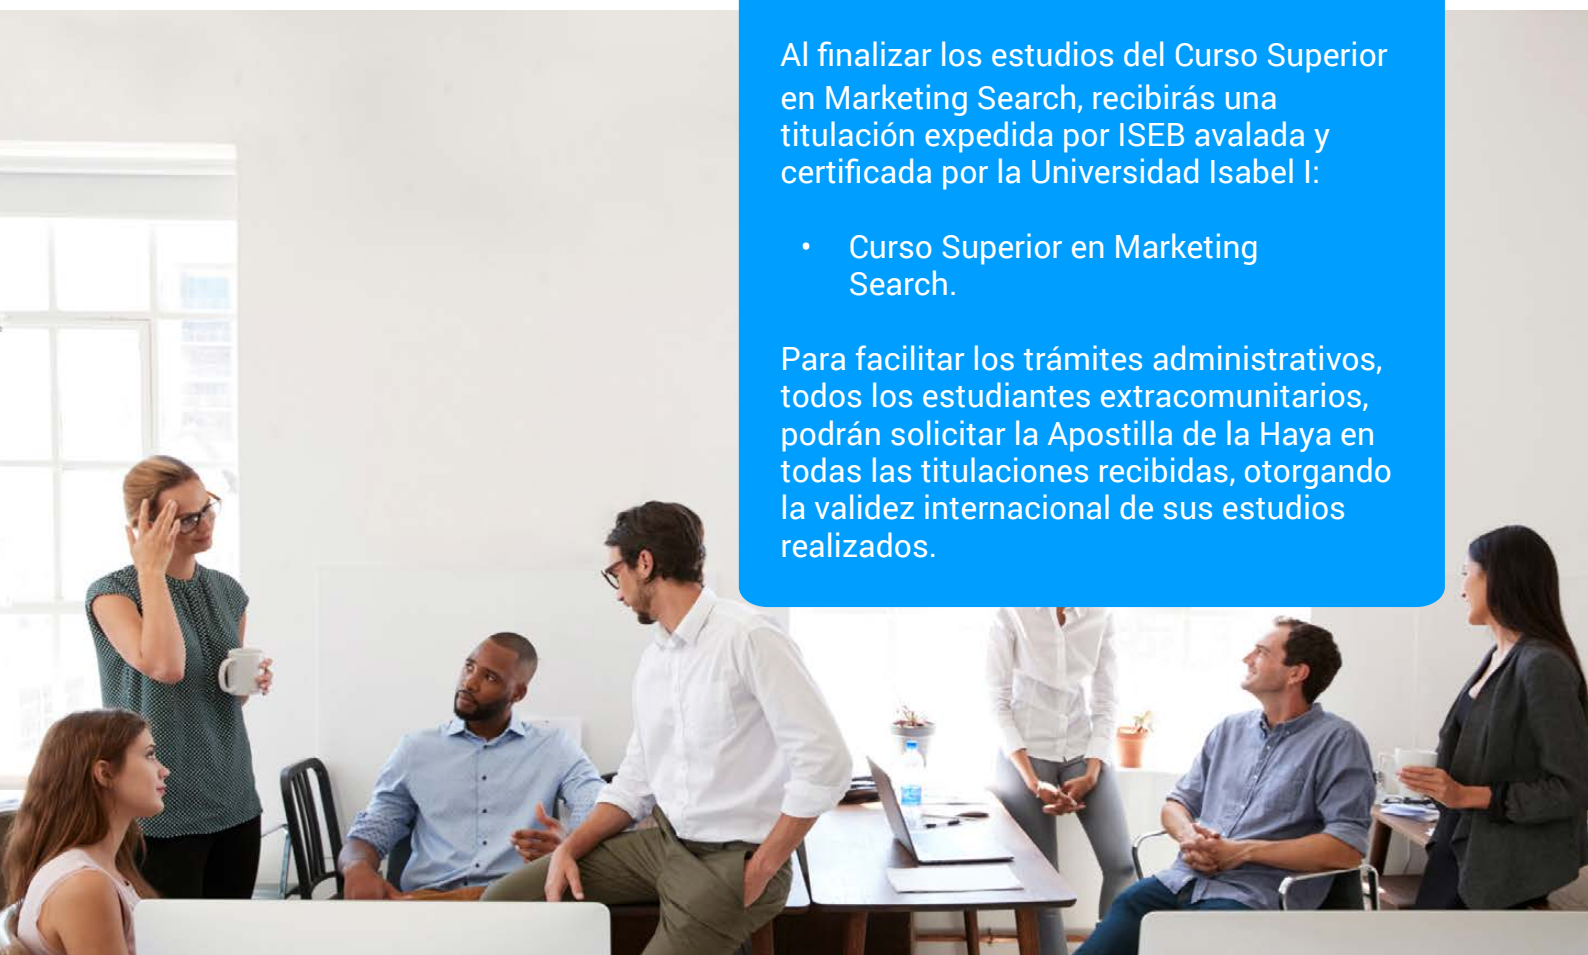 Al finalizar los estudios del Curso Superior
en Marketing Search, recibirás una
titulación expedida por ISEB avalada y
certificada por la Universidad Isabel I:
• Curso Superior en Marketing
Search.
Para facilitar los trámites administrativos,
todos los estudiantes extracomunitarios,
podrán solicitar la Apostilla de la Haya en
todas las titulaciones recibidas, otorgando
la validez internacional de sus estudios
realizados.